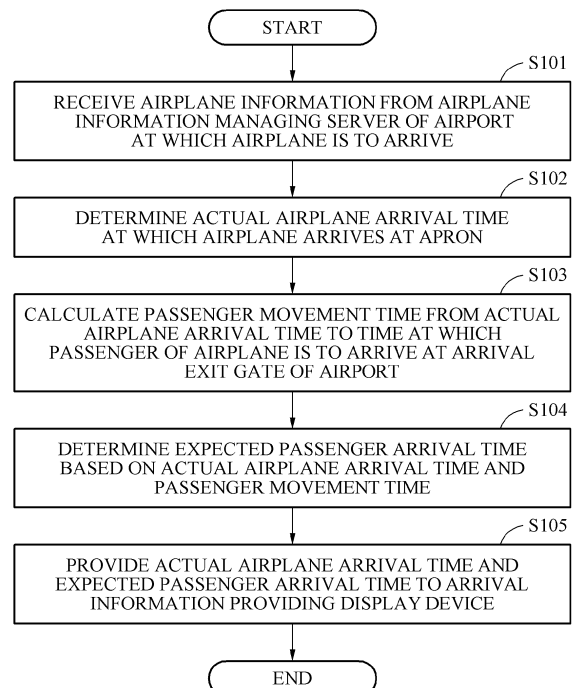 START
S101
RECEIVE AIRPLANE INFORMATION FROM AIRPLANE
INFORMATION MANAGING SERVER OF AIRPORT
AT WHICH AIRPLANE IS TO ARRIVE
S102
DETERMINE ACTUAL AIRPLANE ARRIVAL TIME
AT WHICH AIRPLANE ARRIVES AT APRON
S103
CALCULATE PASSENGER MOVEMENT TIME FROM ACTUAL
AIRPLANE ARRIVAL TIME TO TIME AT WHICH
PASSENGER OF AIRPLANE IS TO ARRIVE AT ARRIVAL
EXIT GATE OF AIRPORT
S104
DETERMINE EXPECTED PASSENGER ARRIVAL TIME
BASED ON ACTUAL AIRPLANE ARRIVAL TIME AND
PASSENGER MOVEMENT TIME
S105
PROVIDE ACTUAL AIRPLANE ARRIVAL TIME AND
EXPECTED PASSENGER ARRIVAL TIME TO ARRIVAL
INFORMATION PROVIDING DISPLAY DEVICE
END